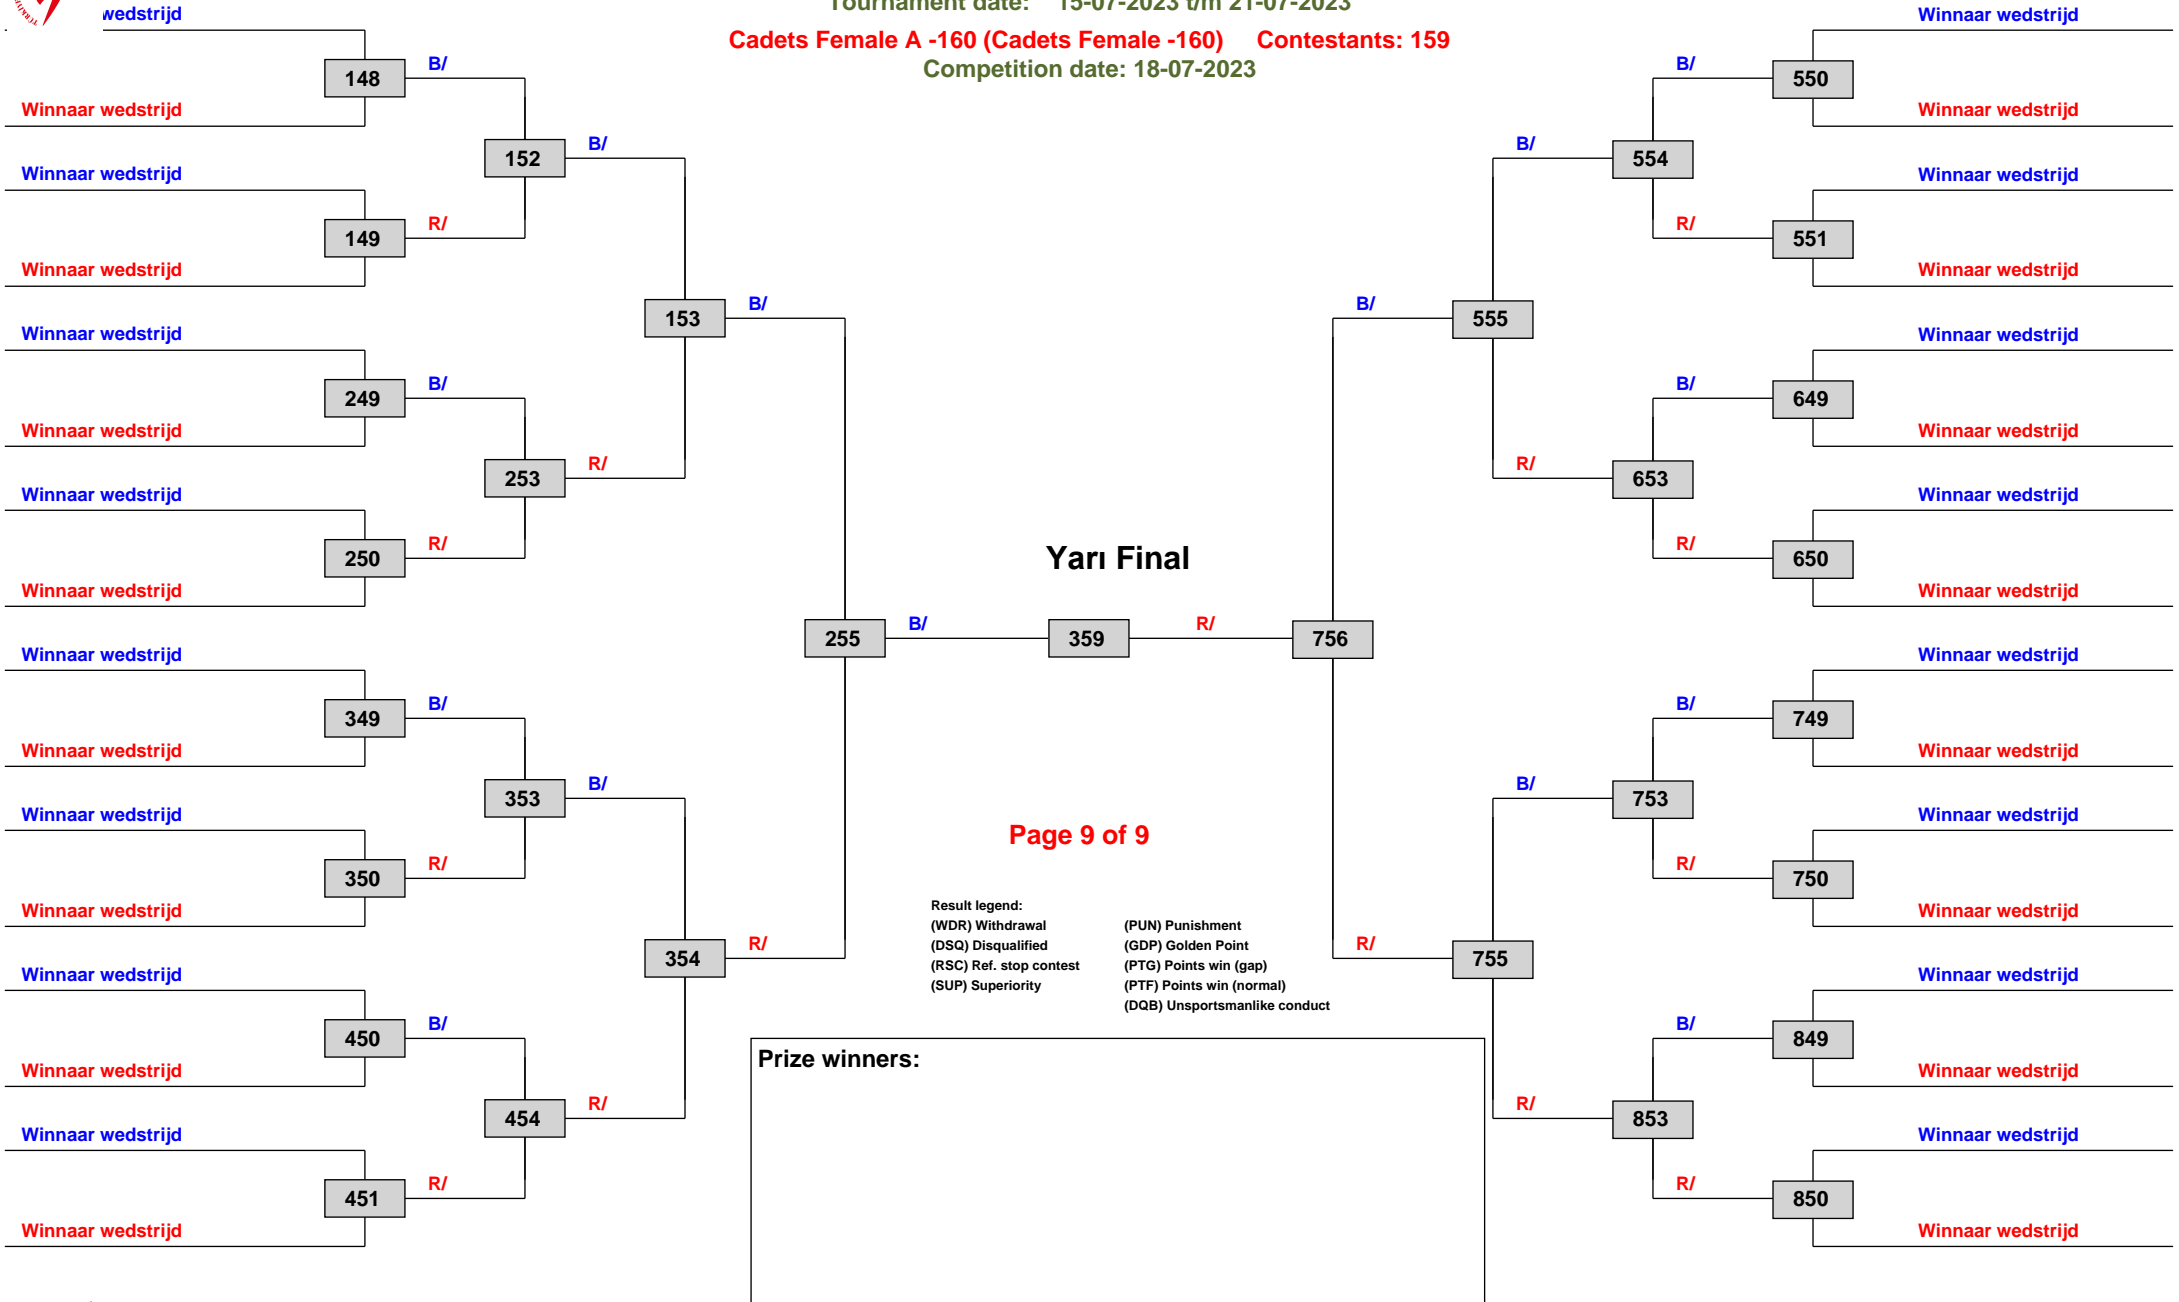 Tournament date: 15-07-2023 t/m 21-07-2023
Cadets Female A -160 (Cadets Female -160) Contestants: 159
Competition date: 18-07-2023
wedstrijd
148
B/
Winnaar wedstrijd
152
B/
Winnaar wedstrijd
149
R/
Winnaar wedstrijd
153
B/
Winnaar wedstrijd
249
B/
Winnaar wedstrijd
253
R/
Winnaar wedstrijd
250
R/
Winnaar wedstrijd
255
B/
Winnaar wedstrijd
349
B/
Winnaar wedstrijd
353
B/
Winnaar wedstrijd
350
R/
Winnaar wedstrijd
354
R/
Winnaar wedstrijd
450
B/
Winnaar wedstrijd
454
R/
Winnaar wedstrijd
451
R/
Winnaar wedstrijd
Yarı Final
359
R/
756
Page 9 of 9
Result legend:
(WDR) Withdrawal
(DSQ) Disqualified
(RSC) Ref. stop contest
(SUP) Superiority
(PUN) Punishment
(GDP) Golden Point
(PTG) Points win (gap)
(PTF) Points win (normal)
(DQB) Unsportsmanlike conduct
Prize winners:
Winnaar wedstrijd
B/
550
Winnaar wedstrijd
B/
554
Winnaar wedstrijd
R/
551
Winnaar wedstrijd
B/
555
Winnaar wedstrijd
B/
649
Winnaar wedstrijd
R/
653
Winnaar wedstrijd
R/
650
Winnaar wedstrijd
Winnaar wedstrijd
B/
749
Winnaar wedstrijd
B/
753
Winnaar wedstrijd
R/
750
Winnaar wedstrijd
R/
755
Winnaar wedstrijd
B/
849
Winnaar wedstrijd
R/
853
Winnaar wedstrijd
R/
850
Winnaar wedstrijd